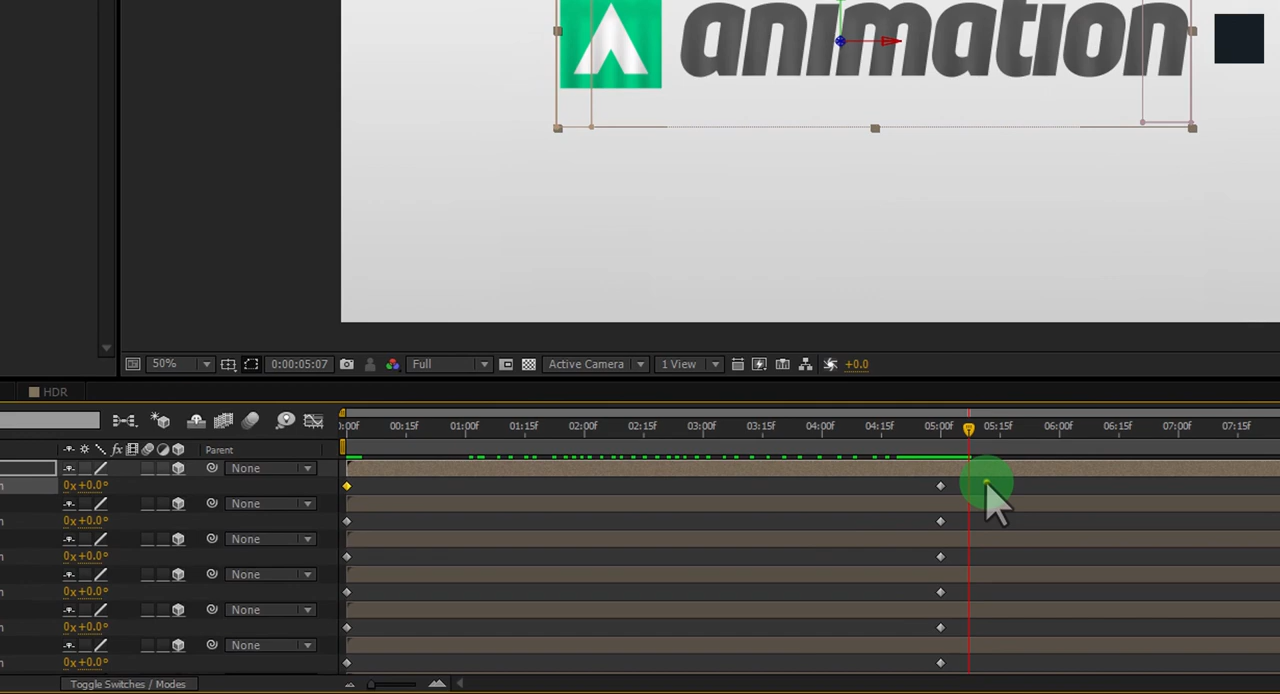 animation
50%
0:00:05:07
Full
Active Camera
1 View
+0.0
HDR
:00f 00:15f 01:00f 01:15f 02:00f 02:15f 03:00f 03:15f 04:00f 04:15f 05:00f 05:15f 06:00f 06:15f 07:00f 07:15f
fx Parent
None
0x+0.0°
None
0x+0.0°
None
0x+0.0°
None
0x+0.0°
None
0x+0.0°
None
0x+0.0°
Toggle Switches / Modes